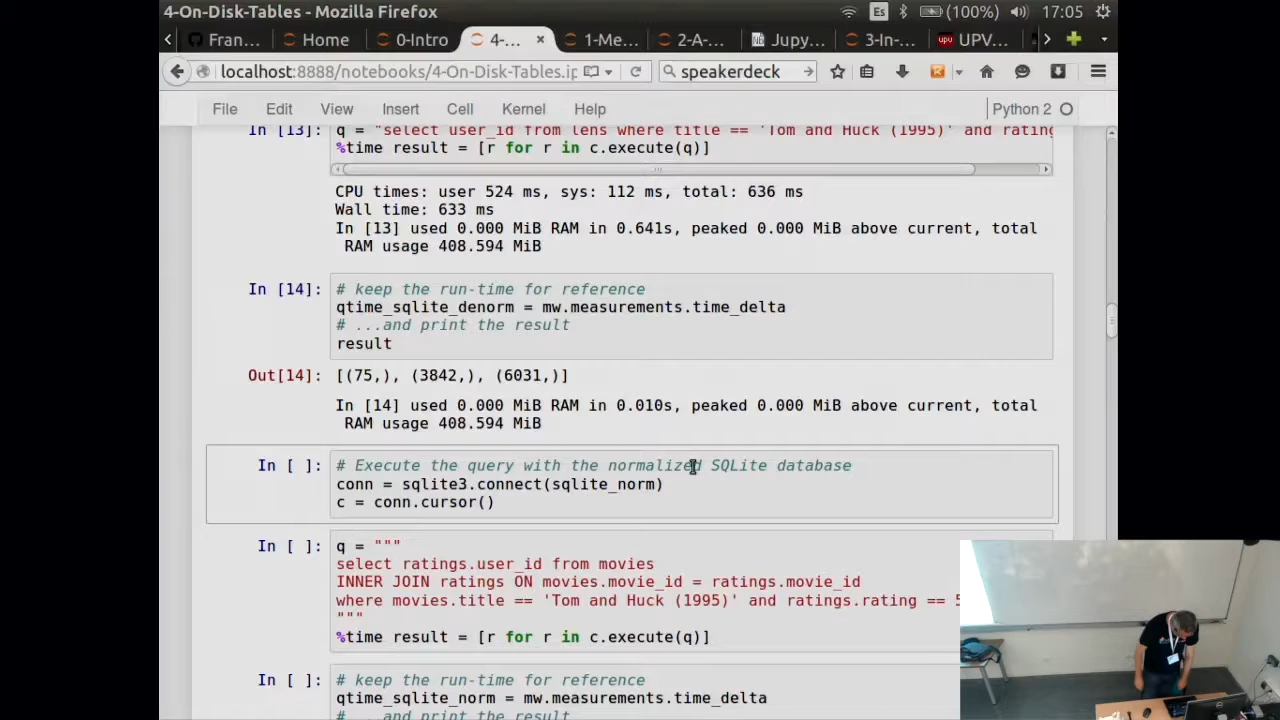 4-On-Disk-Tables - Mozilla Firefox
Es
(100%)
17:05
Fran...
Home
0-Intro
4-...
1-Me...
2-A-...
Jupy...
3-In-...
upv
UPV...
localhost:8888/notebooks/4-On-Disk-Tables.ip
speakerdeck
File
Edit
View
Insert
Cell
Kernel
Help
Python 2
In [13]:
q = "select user_id from lens where title == 'Tom and Huck (1995)' and rating
%time result = [r for r in c.execute(q)]
CPU times: user 524 ms, sys: 112 ms, total: 636 ms
Wall time: 633 ms
In [13] used 0.000 MiB RAM in 0.641s, peaked 0.000 MiB above current, total
RAM usage 408.594 MiB
In [14]:
# keep the run-time for reference
qtime_sqlite_denorm = mw.measurements.time_delta
# ...and print the result
result
Out[14]:
[(75,), (3842,), (6031,)]
In [14] used 0.000 MiB RAM in 0.010s, peaked 0.000 MiB above current, total
RAM usage 408.594 MiB
In [ ]:
# Execute the query with the normalized SQLite database
conn = sqlite3.connect(sqlite_norm)
c = conn.cursor()
In [ ]:
q = """
select ratings.user_id from movies
INNER JOIN ratings ON movies.movie_id = ratings.movie_id
where movies.title == 'Tom and Huck (1995)' and ratings.rating == 5
"""
%time result = [r for r in c.execute(q)]
In [ ]:
# keep the run-time for reference
qtime_sqlite_norm = mw.measurements.time_delta
# ...and print the result